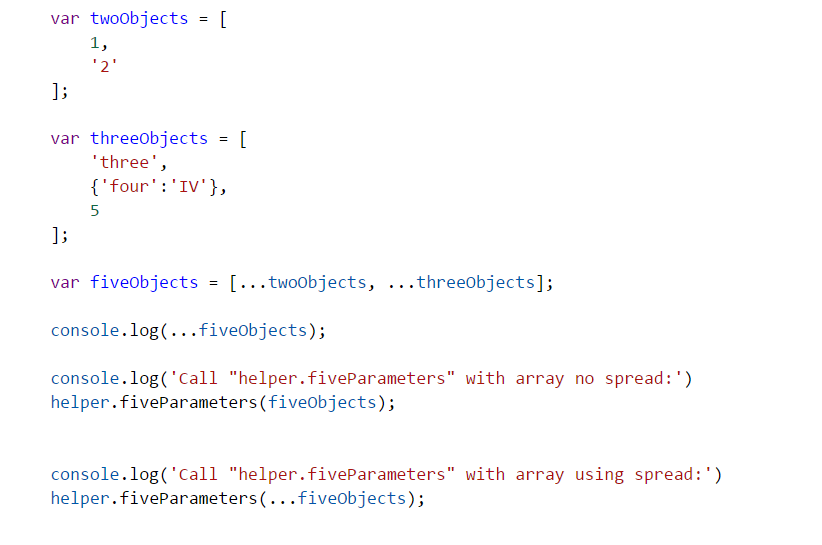 var twoObjects = [
    1,
    '2'
];

var threeObjects = [
    'three',
    {'four':'IV'},
    5
];

var fiveObjects = [...twoObjects, ...threeObjects];

console.log(...fiveObjects);

console.log('Call "helper.fiveParameters" with array no spread:')
helper.fiveParameters(fiveObjects);


console.log('Call "helper.fiveParameters" with array using spread:')
helper.fiveParameters(...fiveObjects);